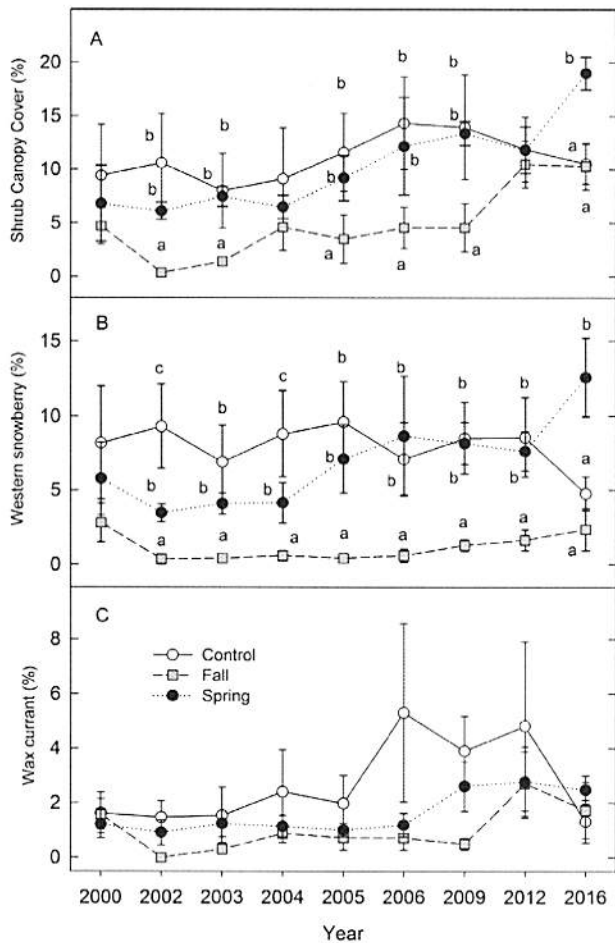 A
Shrub Canopy Cover (%)
20
15
10
5
0
b b b b b b
b b b b b a
a a a a a
B
Western snowberry (%)
15
10
5
0
c b c b b b b b
b b b b b b b a
a a a a a a a a
C
Wax currant (%)
8
6
4
2
0
Control
Fall
Spring
2000 2002 2003 2004 2005 2006 2009 2012 2016
Year